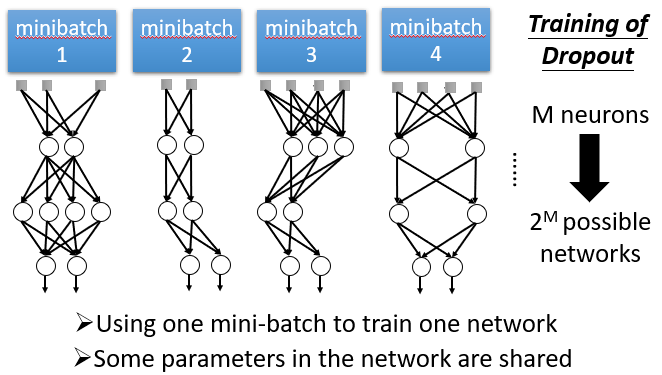 minibatch
1
minibatch
2
minibatch
3
minibatch
4
Training of
Dropout
M neurons
……
2^M possible
networks
➢Using one mini-batch to train one network
➢Some parameters in the network are shared